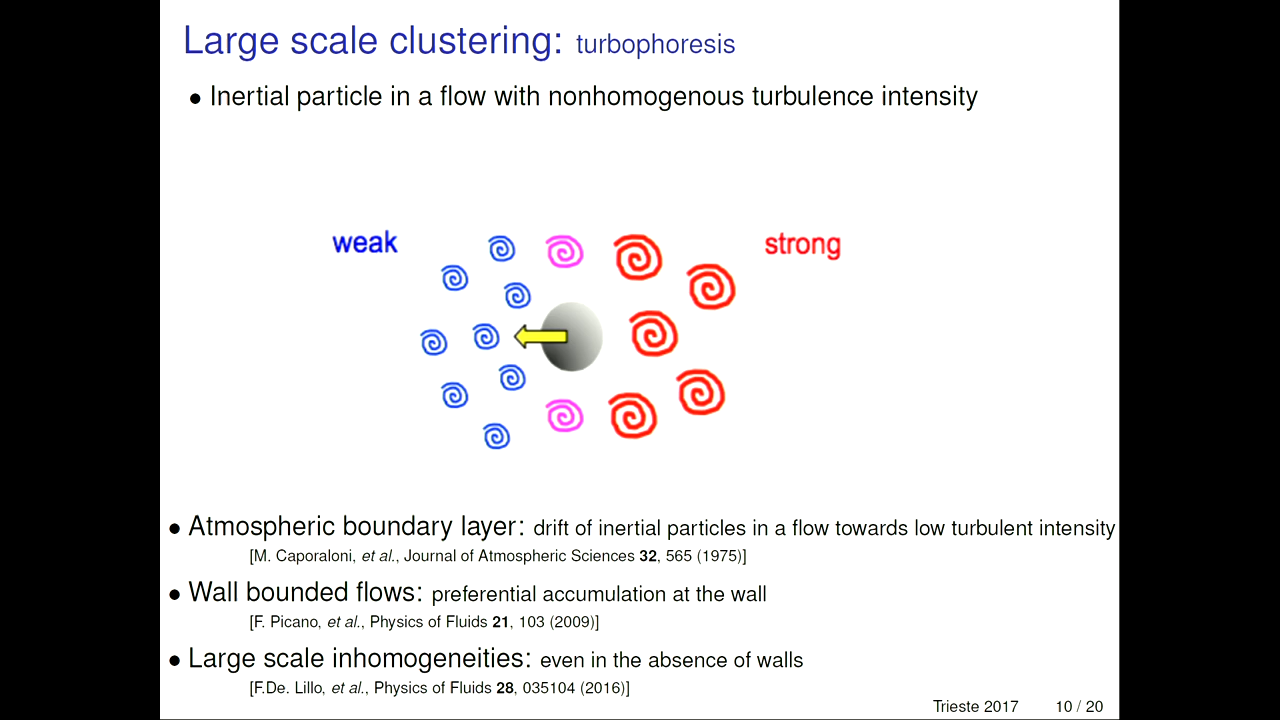 Large scale clustering: turbophoresis
• Inertial particle in a flow with nonhomogenous turbulence intensity
weak
strong
• Atmospheric boundary layer: drift of inertial particles in a flow towards low turbulent intensity
[M. Caporaloni, et al., Journal of Atmospheric Sciences 32, 565 (1975)]
• Wall bounded flows: preferential accumulation at the wall
[F. Picano, et al., Physics of Fluids 21, 103 (2009)]
• Large scale inhomogeneities: even in the absence of walls
[F.De. Lillo, et al., Physics of Fluids 28, 035104 (2016)]
Trieste 2017 10 / 20